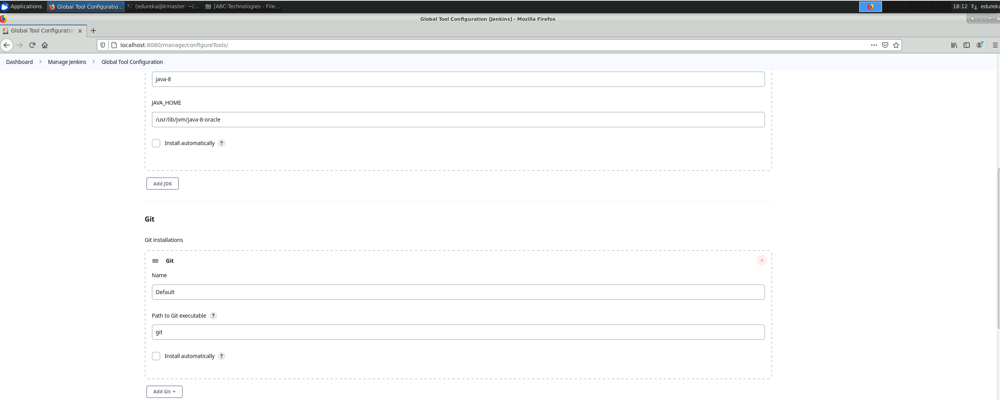 Applications Global Tool Configuratio... [edureka@kmaster: ~/... [ABC-Technologies - File... 18:12 edureka
Global Tool Configuration [Jenkins] - Mozilla Firefox
Global Tool Configuration
localhost:8080/manage/configureTools/
Dashboard Manage Jenkins Global Tool Configuration
java-8
JAVA_HOME
/usr/lib/jvm/java-8-oracle
Install automatically ?
Add JDK
Git
Git installations
Git
Name
Default
Path to Git executable ?
git
Install automatically ?
Add Git